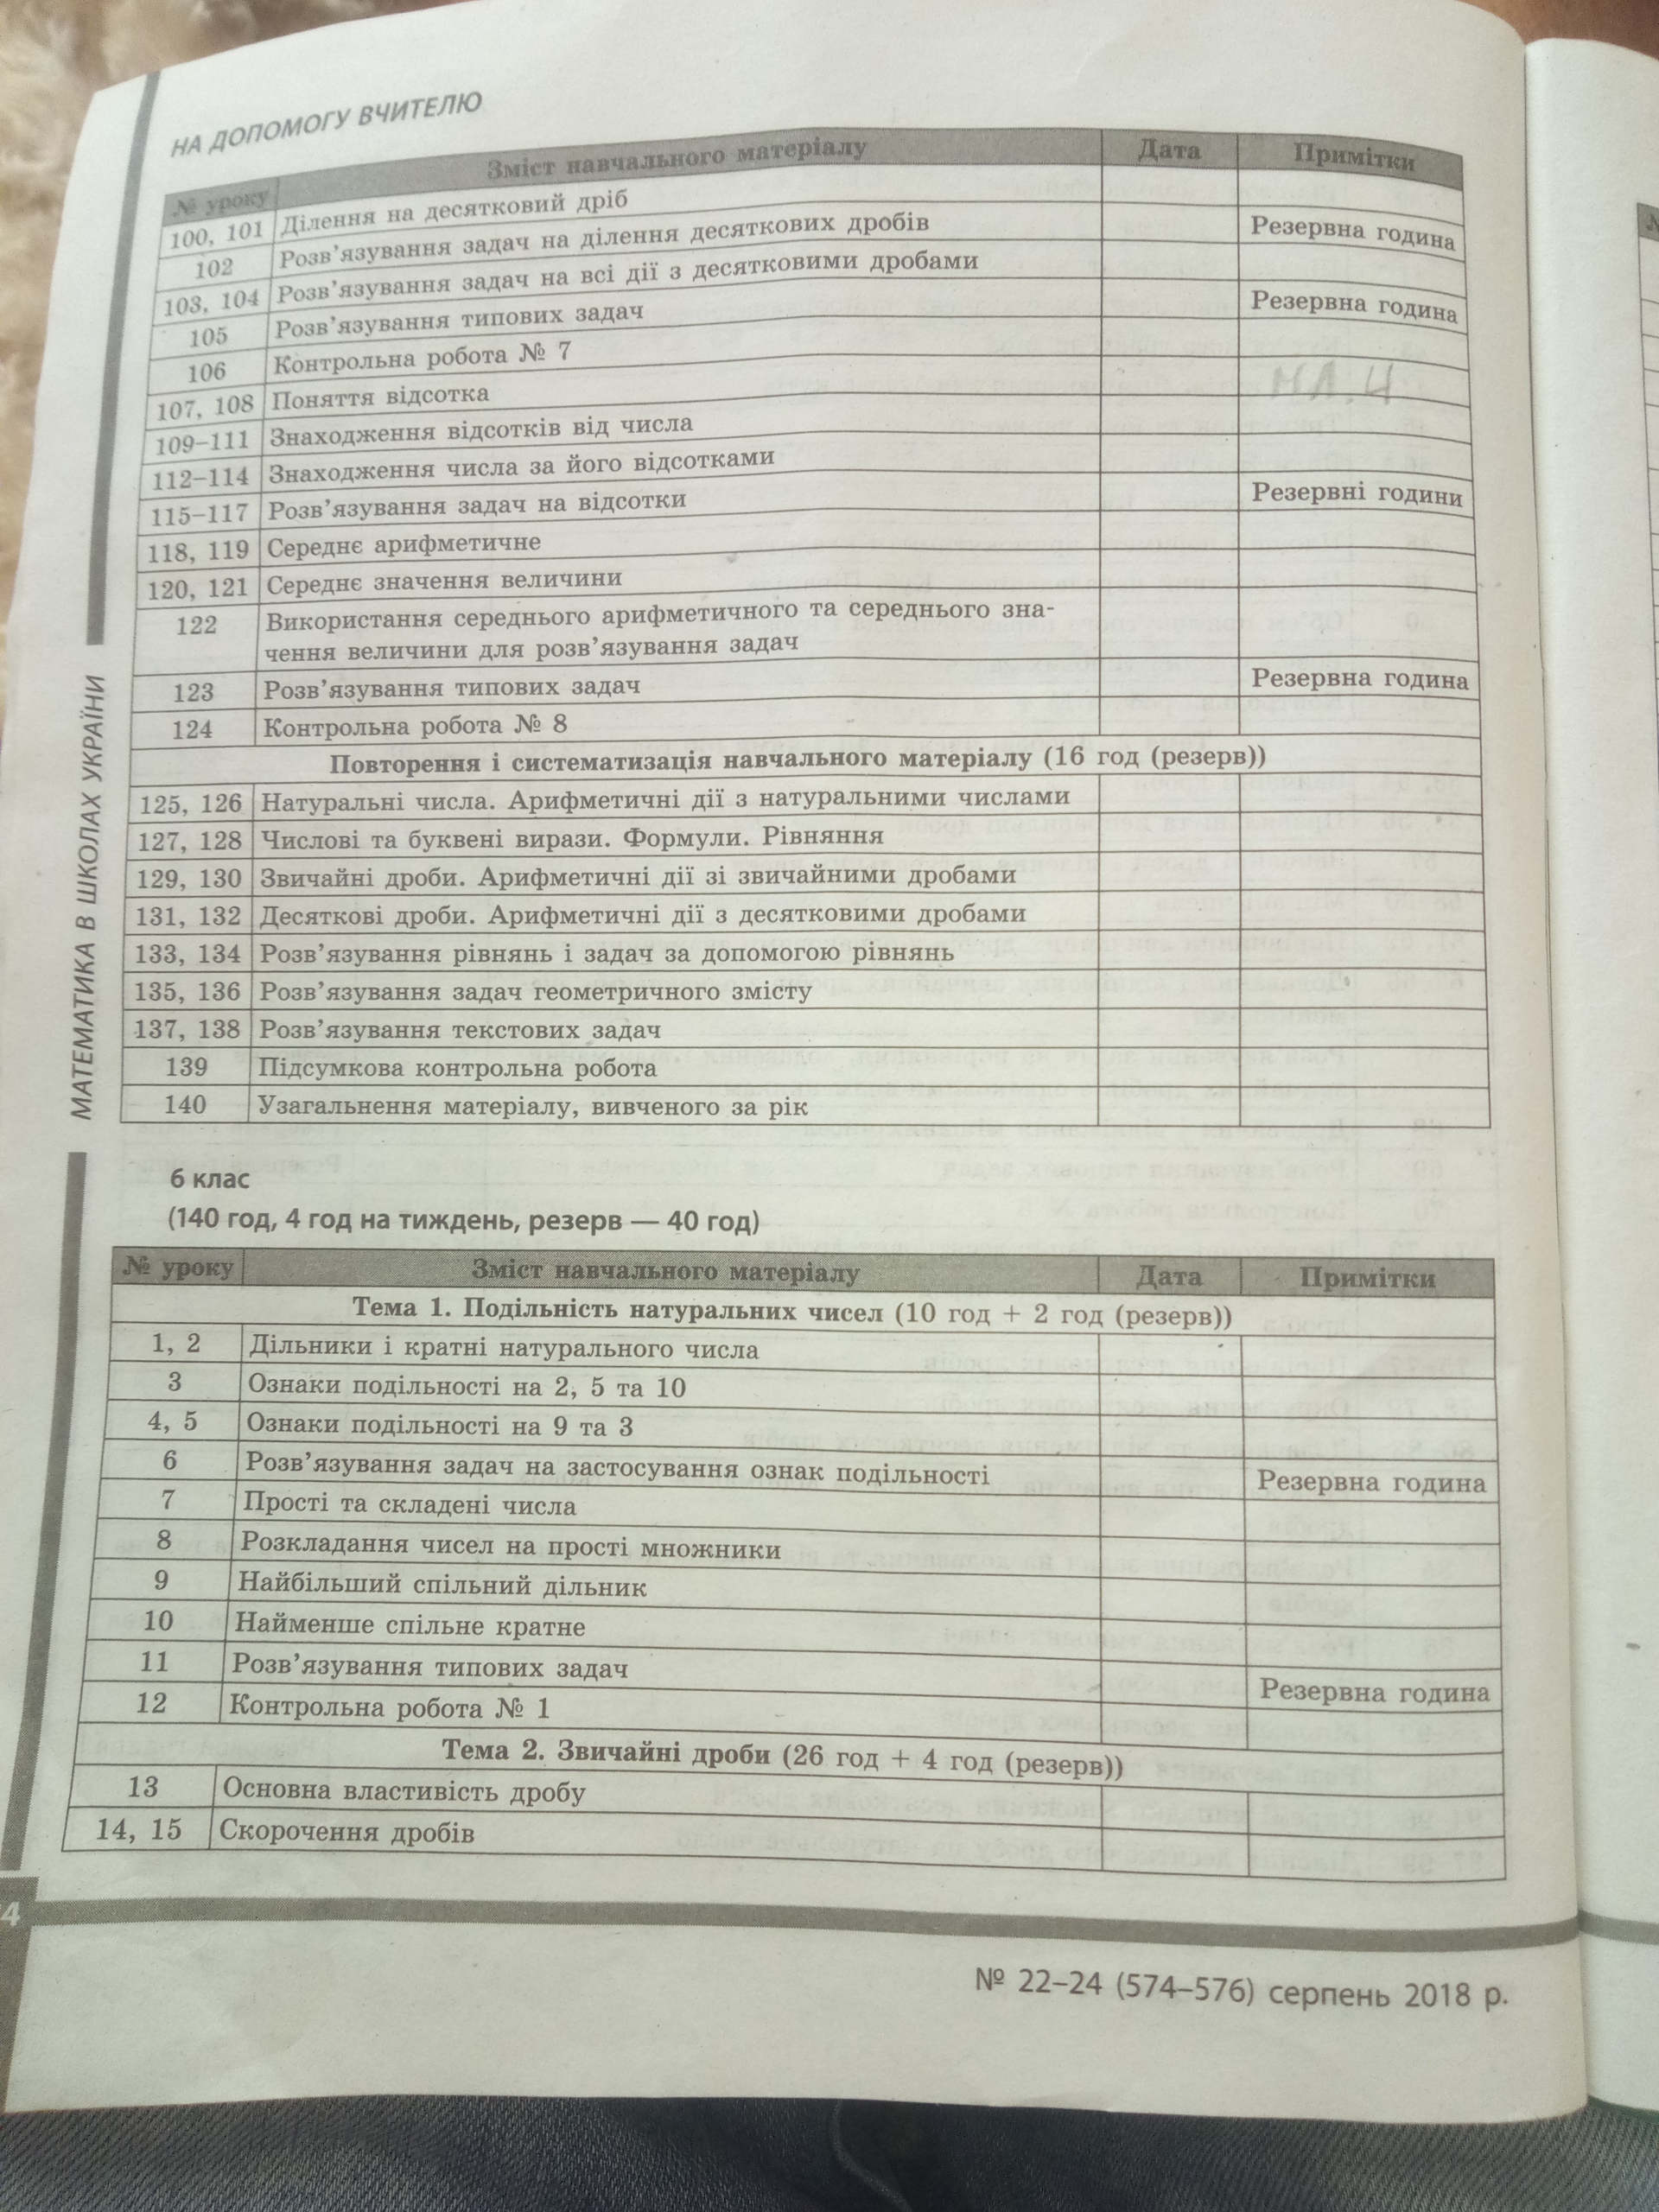 НА ДОПОМОГУ ВЧИТЕЛЮ
№ уроку Зміст навчального матеріалу Дата Примітки
100, 101 Ділення на десятковий дріб
102 Розв’язування задач на ділення десяткових дробів Резервна година
103, 104 Розв’язування задач на всі дії з десятковими дробами
105 Розв’язування типових задач Резервна година
106 Контрольна робота № 7
107, 108 Поняття відсотка
109–111 Знаходження відсотків від числа
112–114 Знаходження числа за його відсотками
115–117 Розв’язування задач на відсотки Резервні години
118, 119 Середнє арифметичне
120, 121 Середнє значення величини
122 Використання середнього арифметичного та середнього зна-
чення величини для розв’язування задач
123 Розв’язування типових задач Резервна година
124 Контрольна робота № 8
Повторення і систематизація навчального матеріалу (16 год (резерв))
125, 126 Натуральні числа. Арифметичні дії з натуральними числами
127, 128 Числові та буквені вирази. Формули. Рівняння
129, 130 Звичайні дроби. Арифметичні дії зі звичайними дробами
131, 132 Десяткові дроби. Арифметичні дії з десятковими дробами
133, 134 Розв’язування рівнянь і задач за допомогою рівнянь
135, 136 Розв’язування задач геометричного змісту
137, 138 Розв’язування текстових задач
139 Підсумкова контрольна робота
140 Узагальнення матеріалу, вивченого за рік
МАТЕМАТИКА В ШКОЛАХ УКРАЇНИ
6 клас
(140 год, 4 год на тиждень, резерв — 40 год)
№ уроку Зміст навчального матеріалу Дата Примітки
Тема 1. Подільність натуральних чисел (10 год + 2 год (резерв))
1, 2 Дільники і кратні натурального числа
3 Ознаки подільності на 2, 5 та 10
4, 5 Ознаки подільності на 9 та 3
6 Розв’язування задач на застосування ознак подільності Резервна година
7 Прості та складені числа
8 Розкладання чисел на прості множники
9 Найбільший спільний дільник
10 Найменше спільне кратне
11 Розв’язування типових задач Резервна година
12 Контрольна робота № 1
Тема 2. Звичайні дроби (26 год + 4 год (резерв))
13 Основна властивість дробу
14, 15 Скорочення дробів
№ 22–24 (574–576) серпень 2018 р.